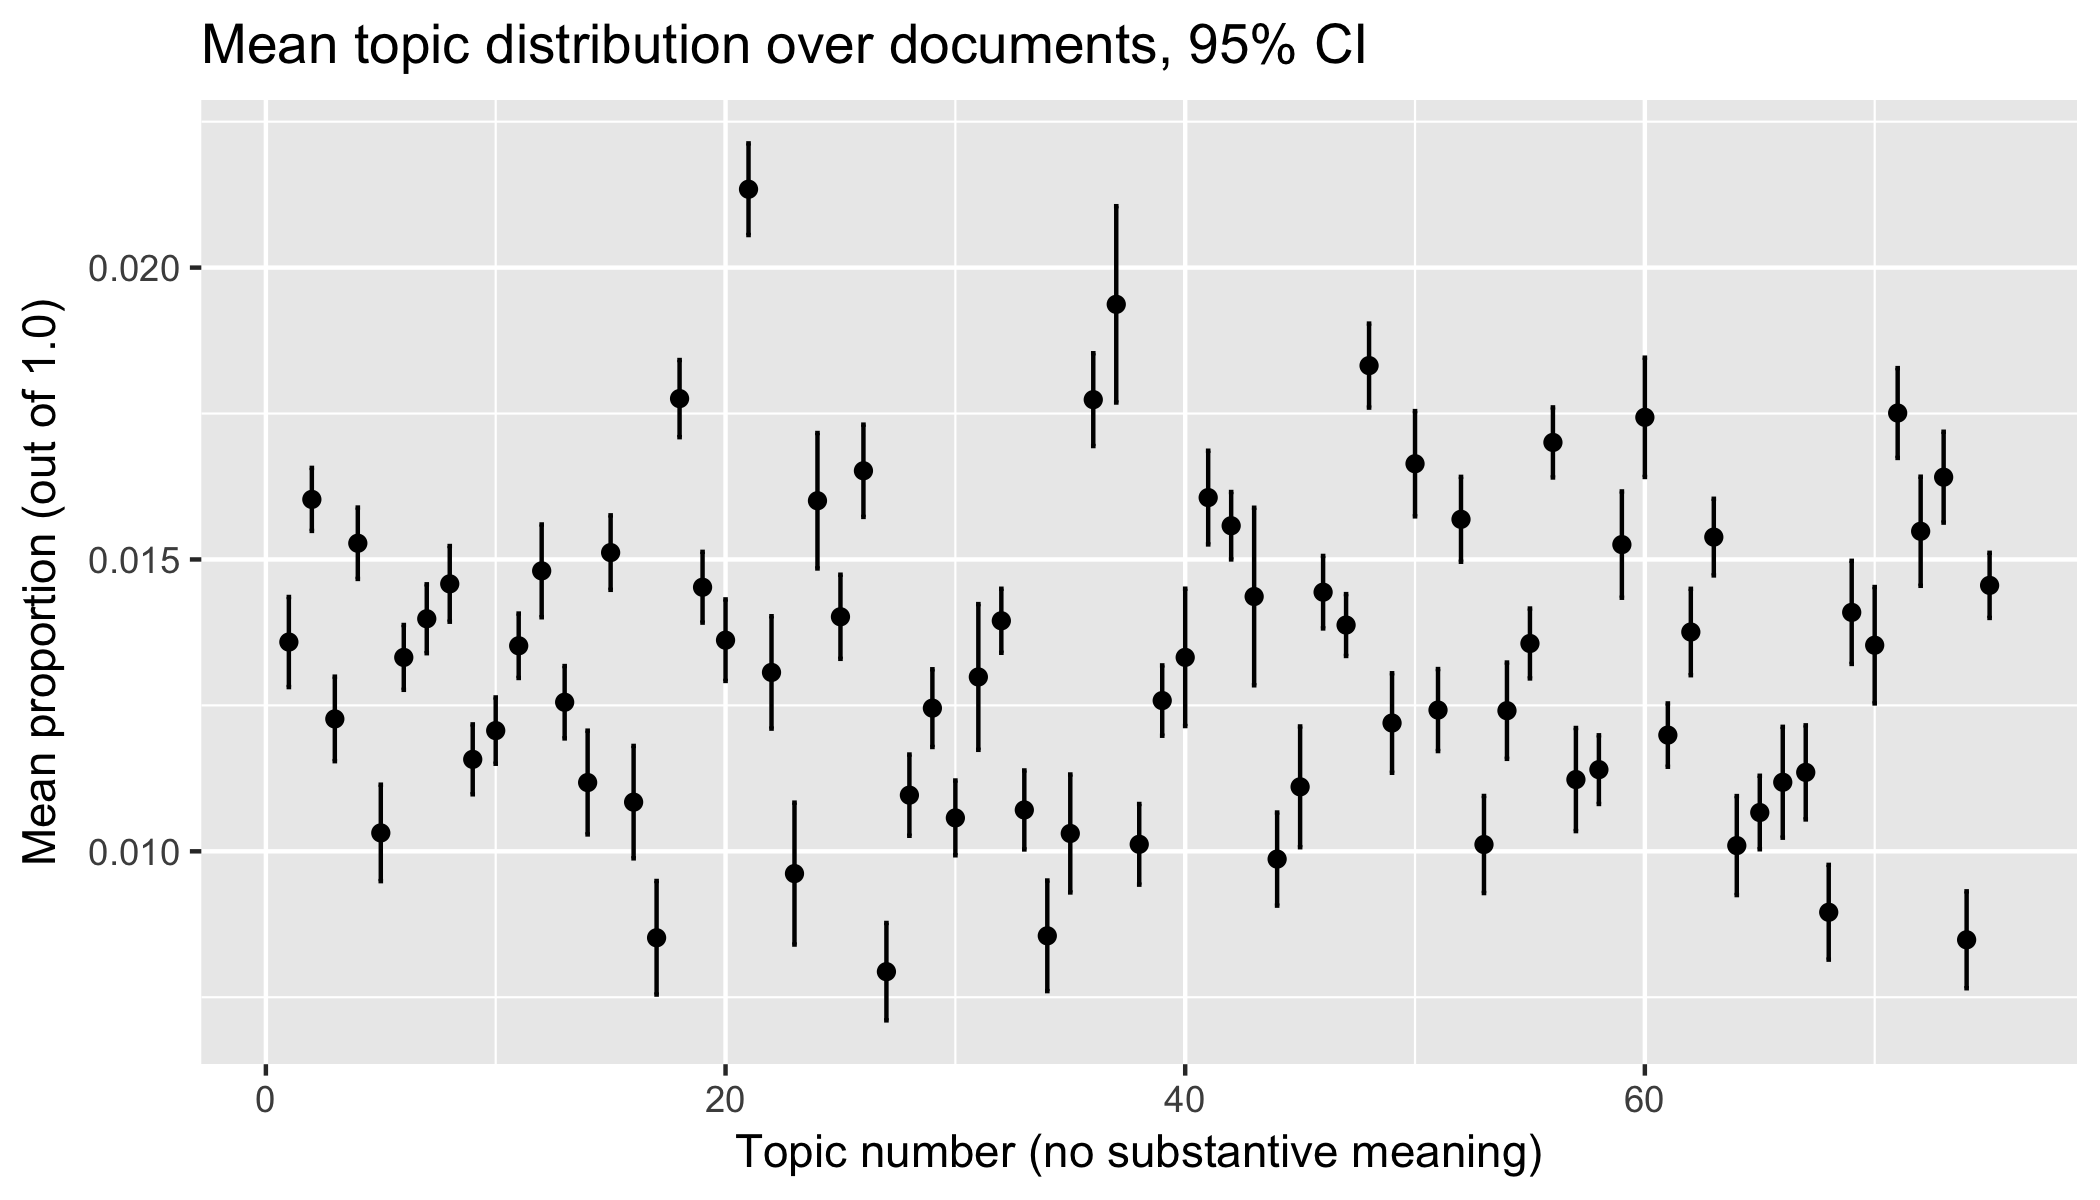 Mean topic distribution over documents, 95% CI
Mean proportion (out of 1.0)
0.020
0.015
0.010
0
20
40
60
Topic number (no substantive meaning)